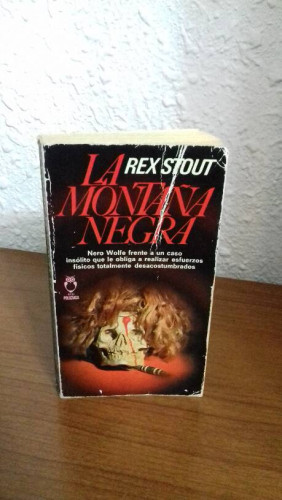 REX STOUT
LA
MONTAÑA
NEGRA
Nero Wolfe frente a un caso
insólito que le obliga a realizar esfuerzos
físicos totalmente desacostumbrados